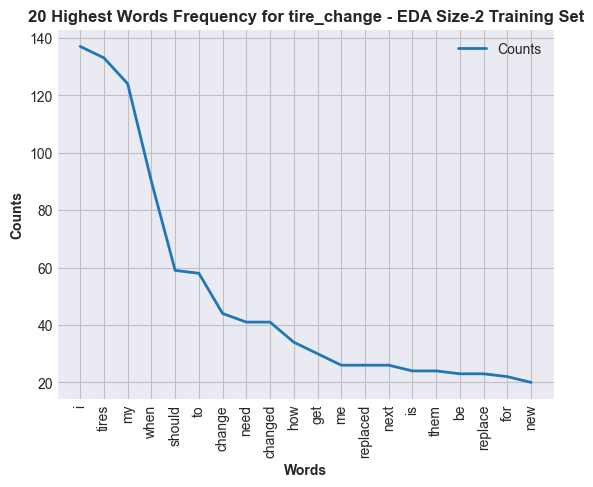 20 Highest Words Frequency for tire_change - EDA Size-2 Training Set
Counts
140
120
100
80
60
40
20
Counts
i
tires
my
when
should
to
change
need
changed
how
get
me
replaced
next
is
them
be
replace
for
new
Words